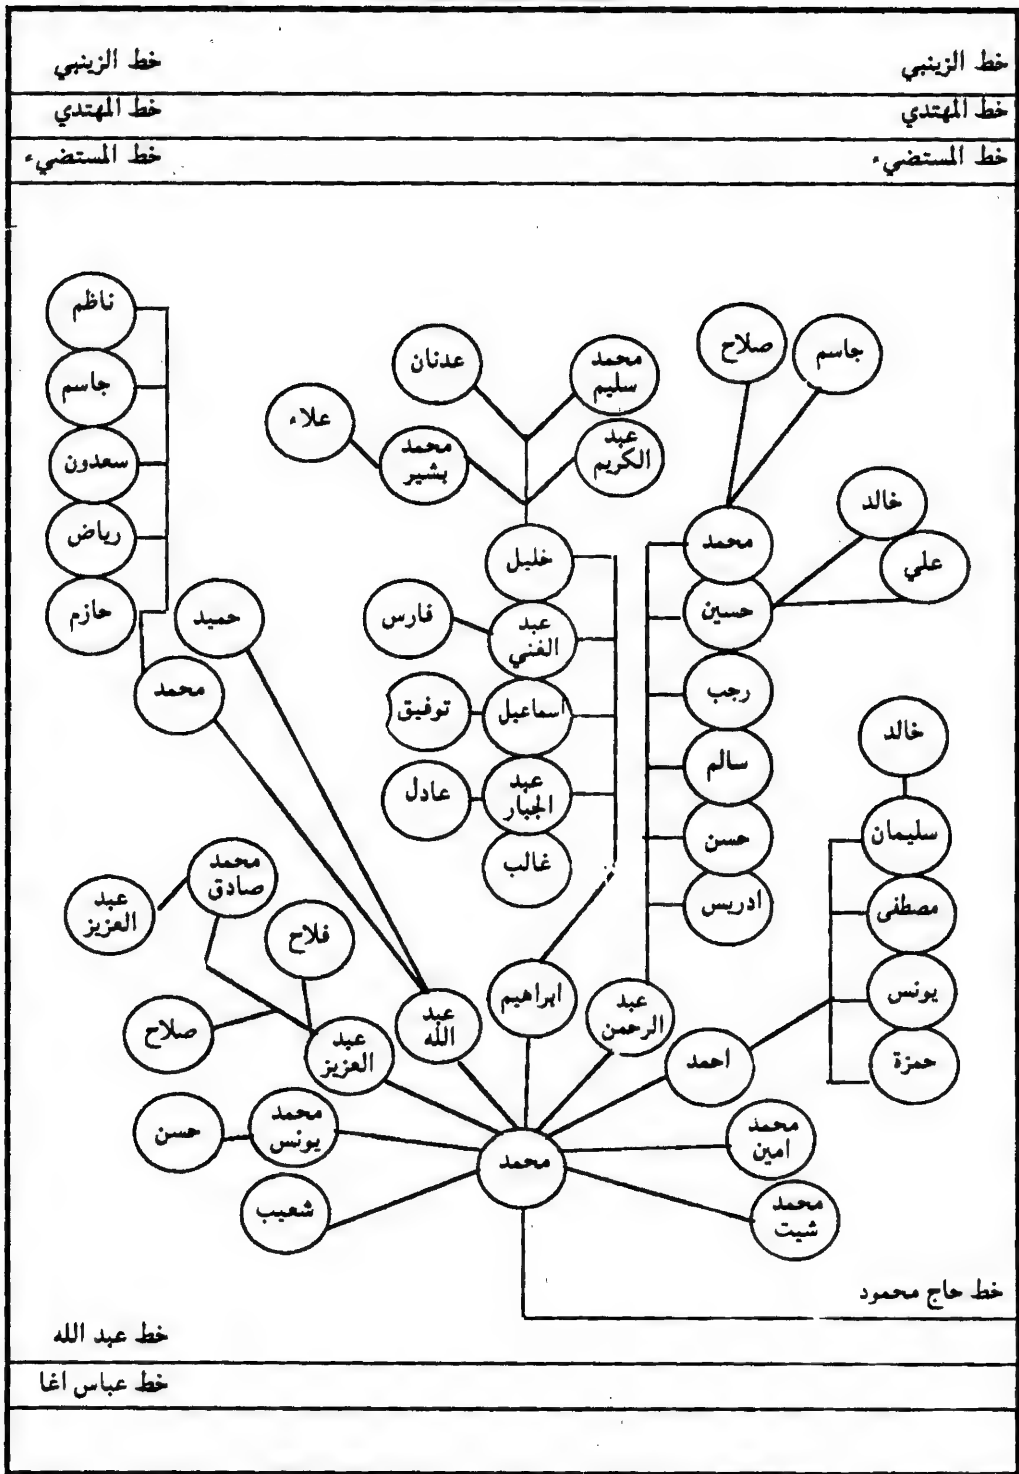 خط الزينبي
خط الزينبي
خط المهتدي
خط المهتدي
خط المستضيء
خط المستضيء
ناظم
جاسم
سعدون
رياض
حازم
حميد
محمد
عدنان
محمد
سليم
علاء
محمد
بشير
عبد
الكريم
صلاح
جاسم
خالد
علي
خليل
فارس
عبد
الفني
توفيق
اسماعيل
عادل
عبد
الجبار
غالب
محمد
حسين
رجب
سالم
حسن
ادريس
خالد
سليمان
مصطفى
يونس
حمزة
محمد
صادق
عبد
العزيز
فلاح
صلاح
عبد
العزيز
عبد
الله
ابراهيم
عبد
الرحمن
احمد
حسن
محمد
يونس
شعيب
محمد
محمد
امين
محمد
شيت
خط حاج محمود
خط عبد الله
خط عباس اغا